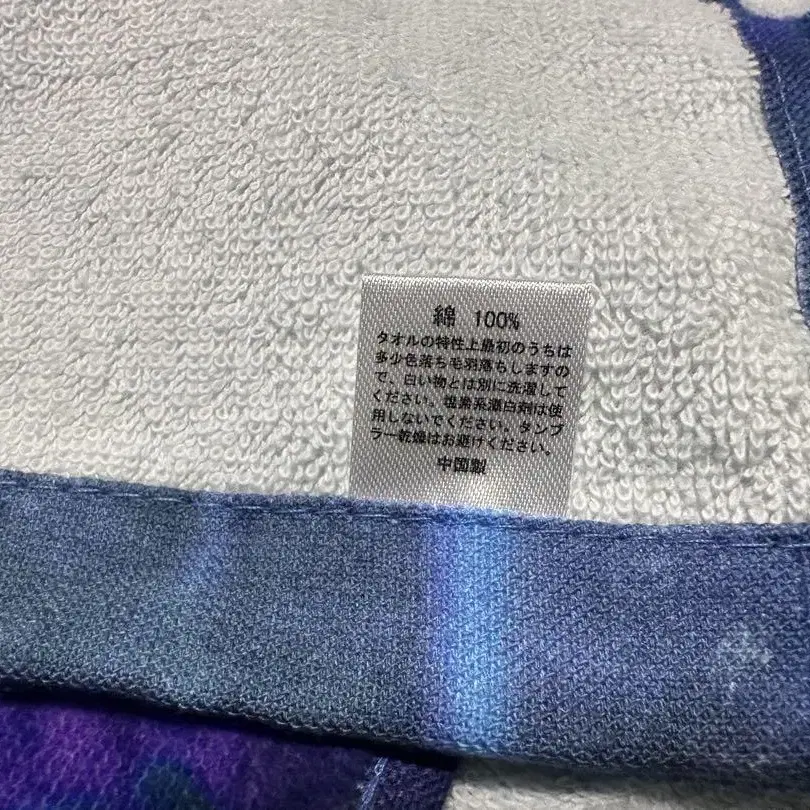 綿 100%
タオルの特性上最初のうちは
多少色落ち毛羽落ちしますの
で、白い物とは別に洗濯して
ください。塩素系漂白剤は使
用しないでください。タンブ
ラー乾燥はお避けください。
中国製